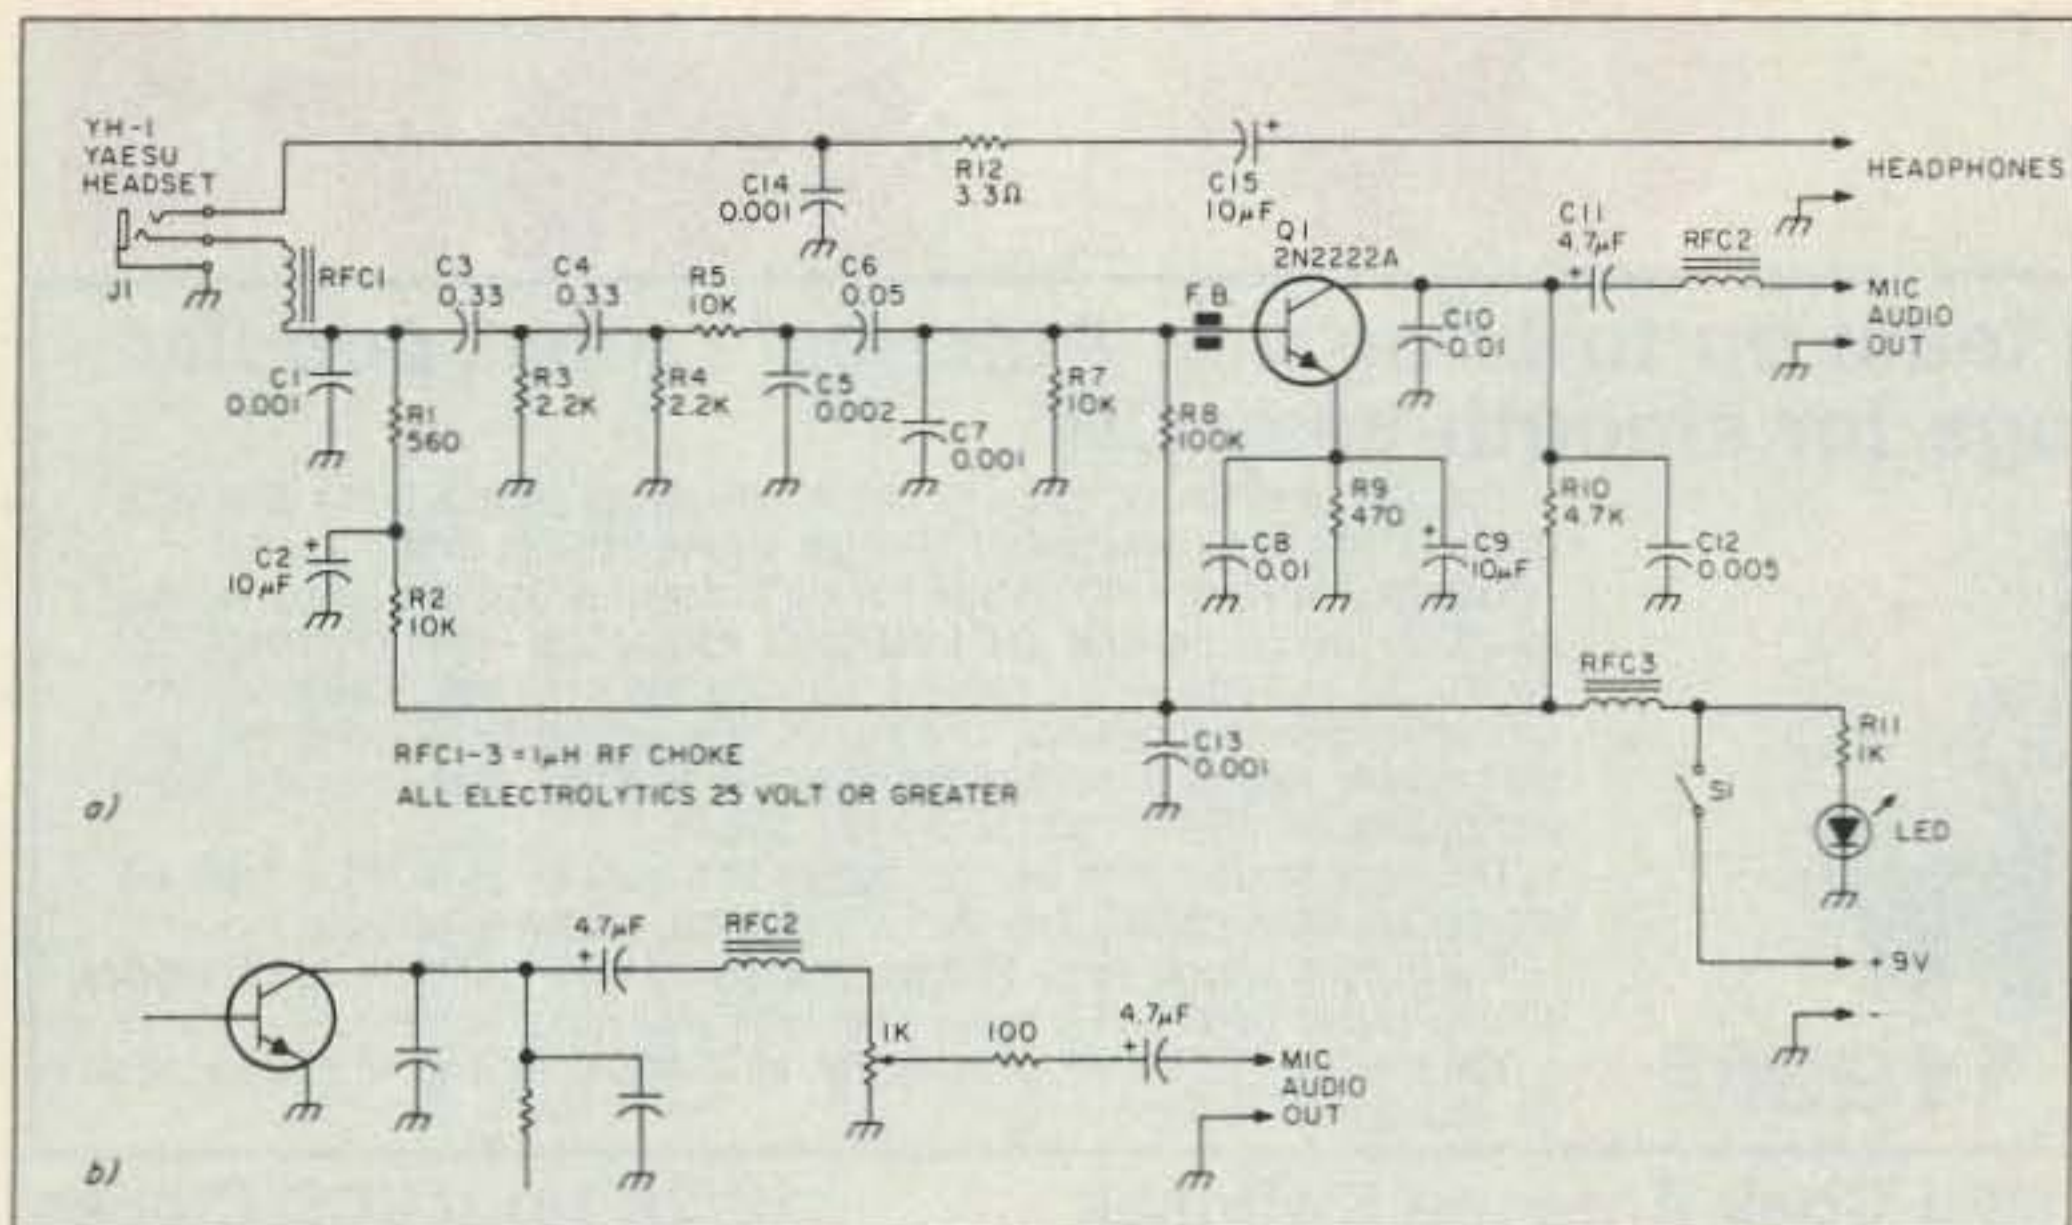 YH-1
YAESU
HEADSET
J1
RFC1
C1
0.001
R1
560
C2
+
10µF
R2
10K
C3
0.33
R3
2.2K
C4
0.33
R4
2.2K
R5
10K
C5
0.002
C6
0.05
C7
0.001
R7
10K
R8
100K
C14
0.001
R12
3.3Ω
C15
+
10µF
F.B.
Q1
2N2222A
C10
0.01
C11
4.7µF
+
RFC2
HEADPHONES
MIC
AUDIO
OUT
C8
0.01
R9
470
+
C9
10µF
R10
4.7K
C12
0.005
RFC3
C13
0.001
S1
R11
1K
LED
+9V
-
RFC1-3 = 1µH RF CHOKE
ALL ELECTROLYTICS 25 VOLT OR GREATER
a)
4.7µF
+
RFC2
1K
100
4.7µF
+
MIC
AUDIO
OUT
b)